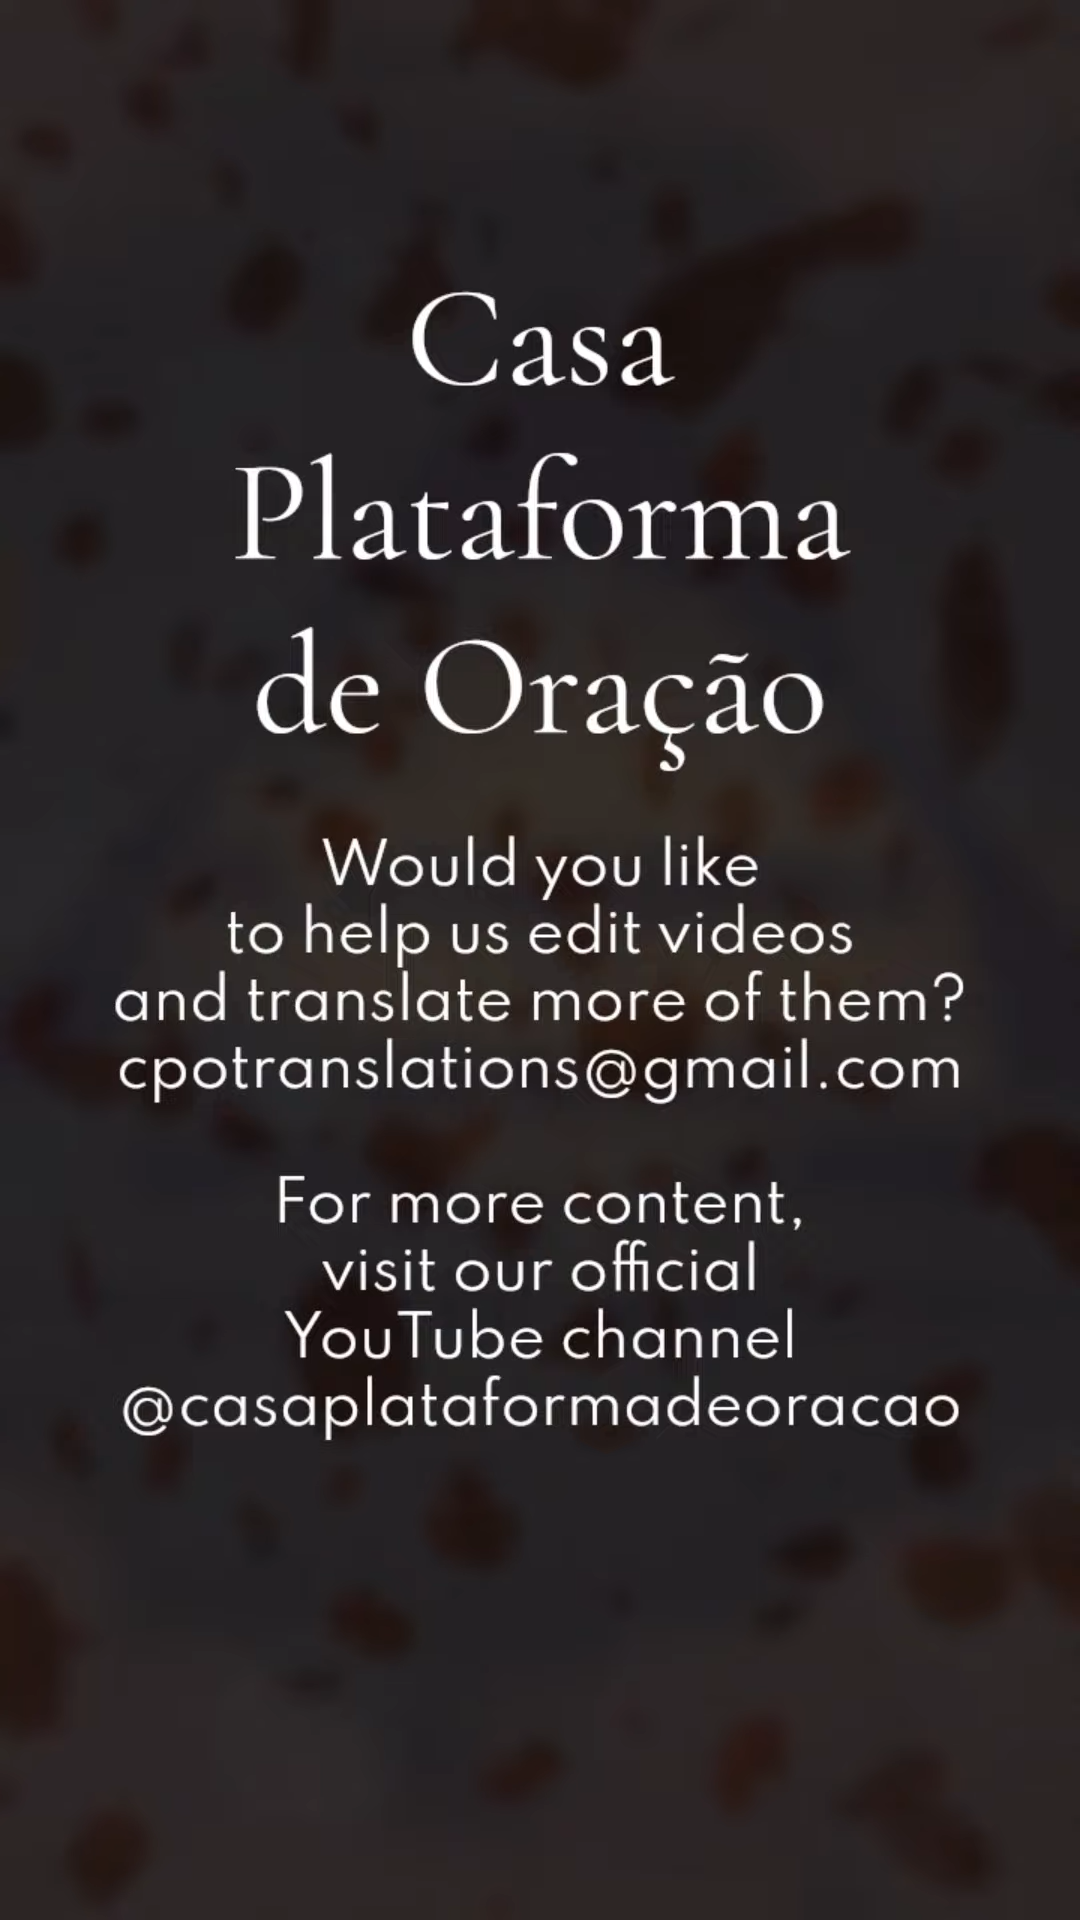 Casa
Plataforma
de Oração
Would you like
to help us edit videos
and translate more of them?
cpotranslations@gmail.com
For more content,
visit our official
YouTube channel
@casaplataformadeoracao